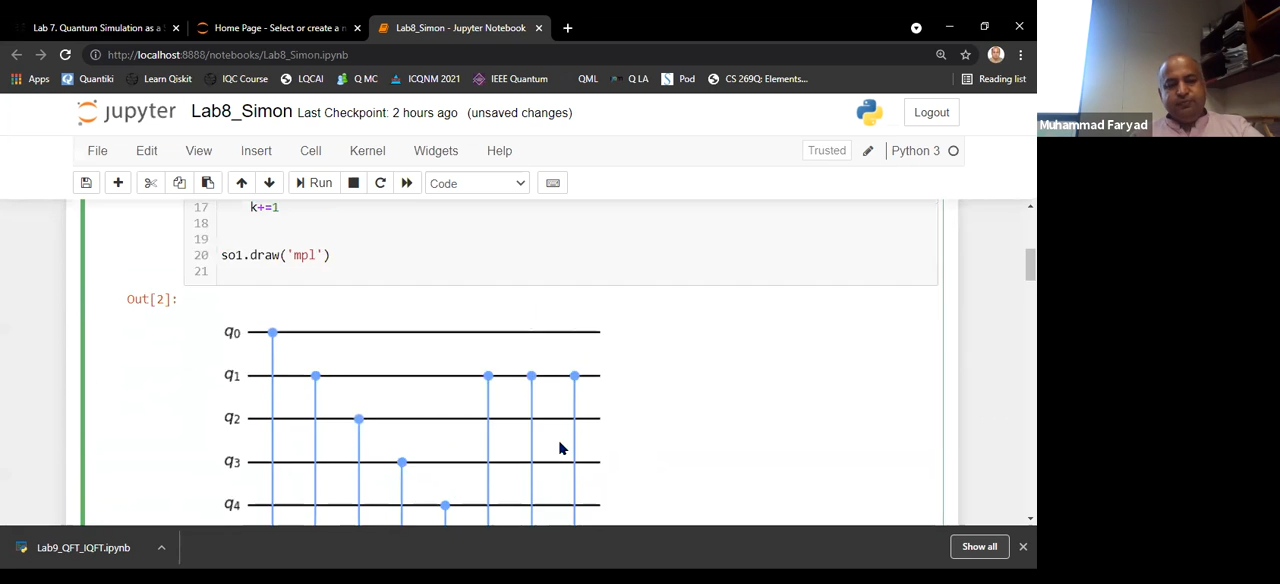 Lab 7. Quantum Simulation as a
Home Page - Select or create a n
Lab8_Simon - Jupyter Notebook
http://localhost:8888/notebooks/Lab8_Simon.ipynb
Apps Quantiki Learn Qiskit IQC Course LQCAI Q MC ICQNM 2021 IEEE Quantum QML Q LA Pod CS 269Q: Elements... Reading list
Muhammad Faryad
jupyter Lab8_Simon Last Checkpoint: 2 hours ago (unsaved changes) Logout
File Edit View Insert Cell Kernel Widgets Help Trusted Python 3
Run Code
17 k+=1
18
19
20 so1.draw('mpl')
21
Out[2]:
q0
q1
q2
q3
q4
Lab9_QFT_IQFT.ipynb Show all